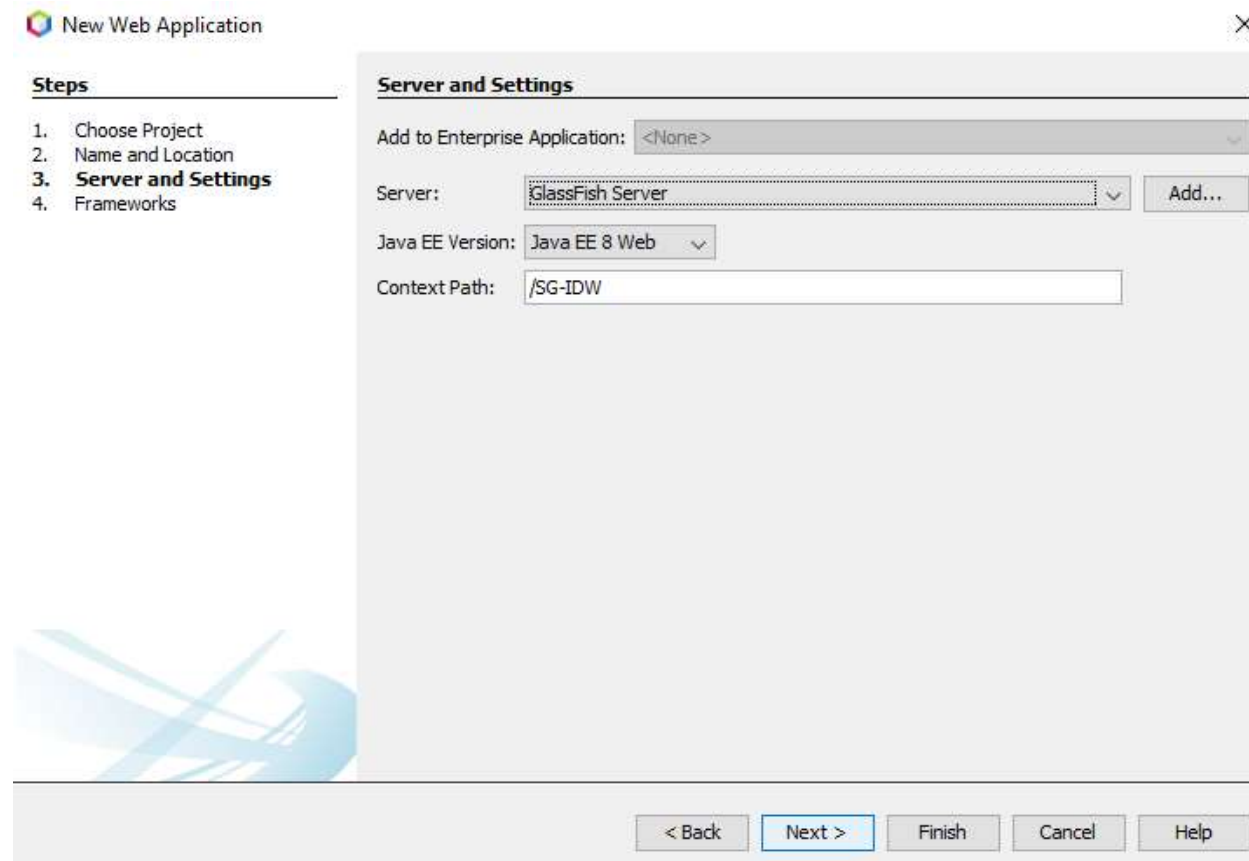 New Web Application
Steps
1. Choose Project
2. Name and Location
3. Server and Settings
4. Frameworks
Server and Settings
Add to Enterprise Application: <None>
Server: GlassFish Server Add...
Java EE Version: Java EE 8 Web
Context Path: /SG-IDW
< Back Next > Finish Cancel Help